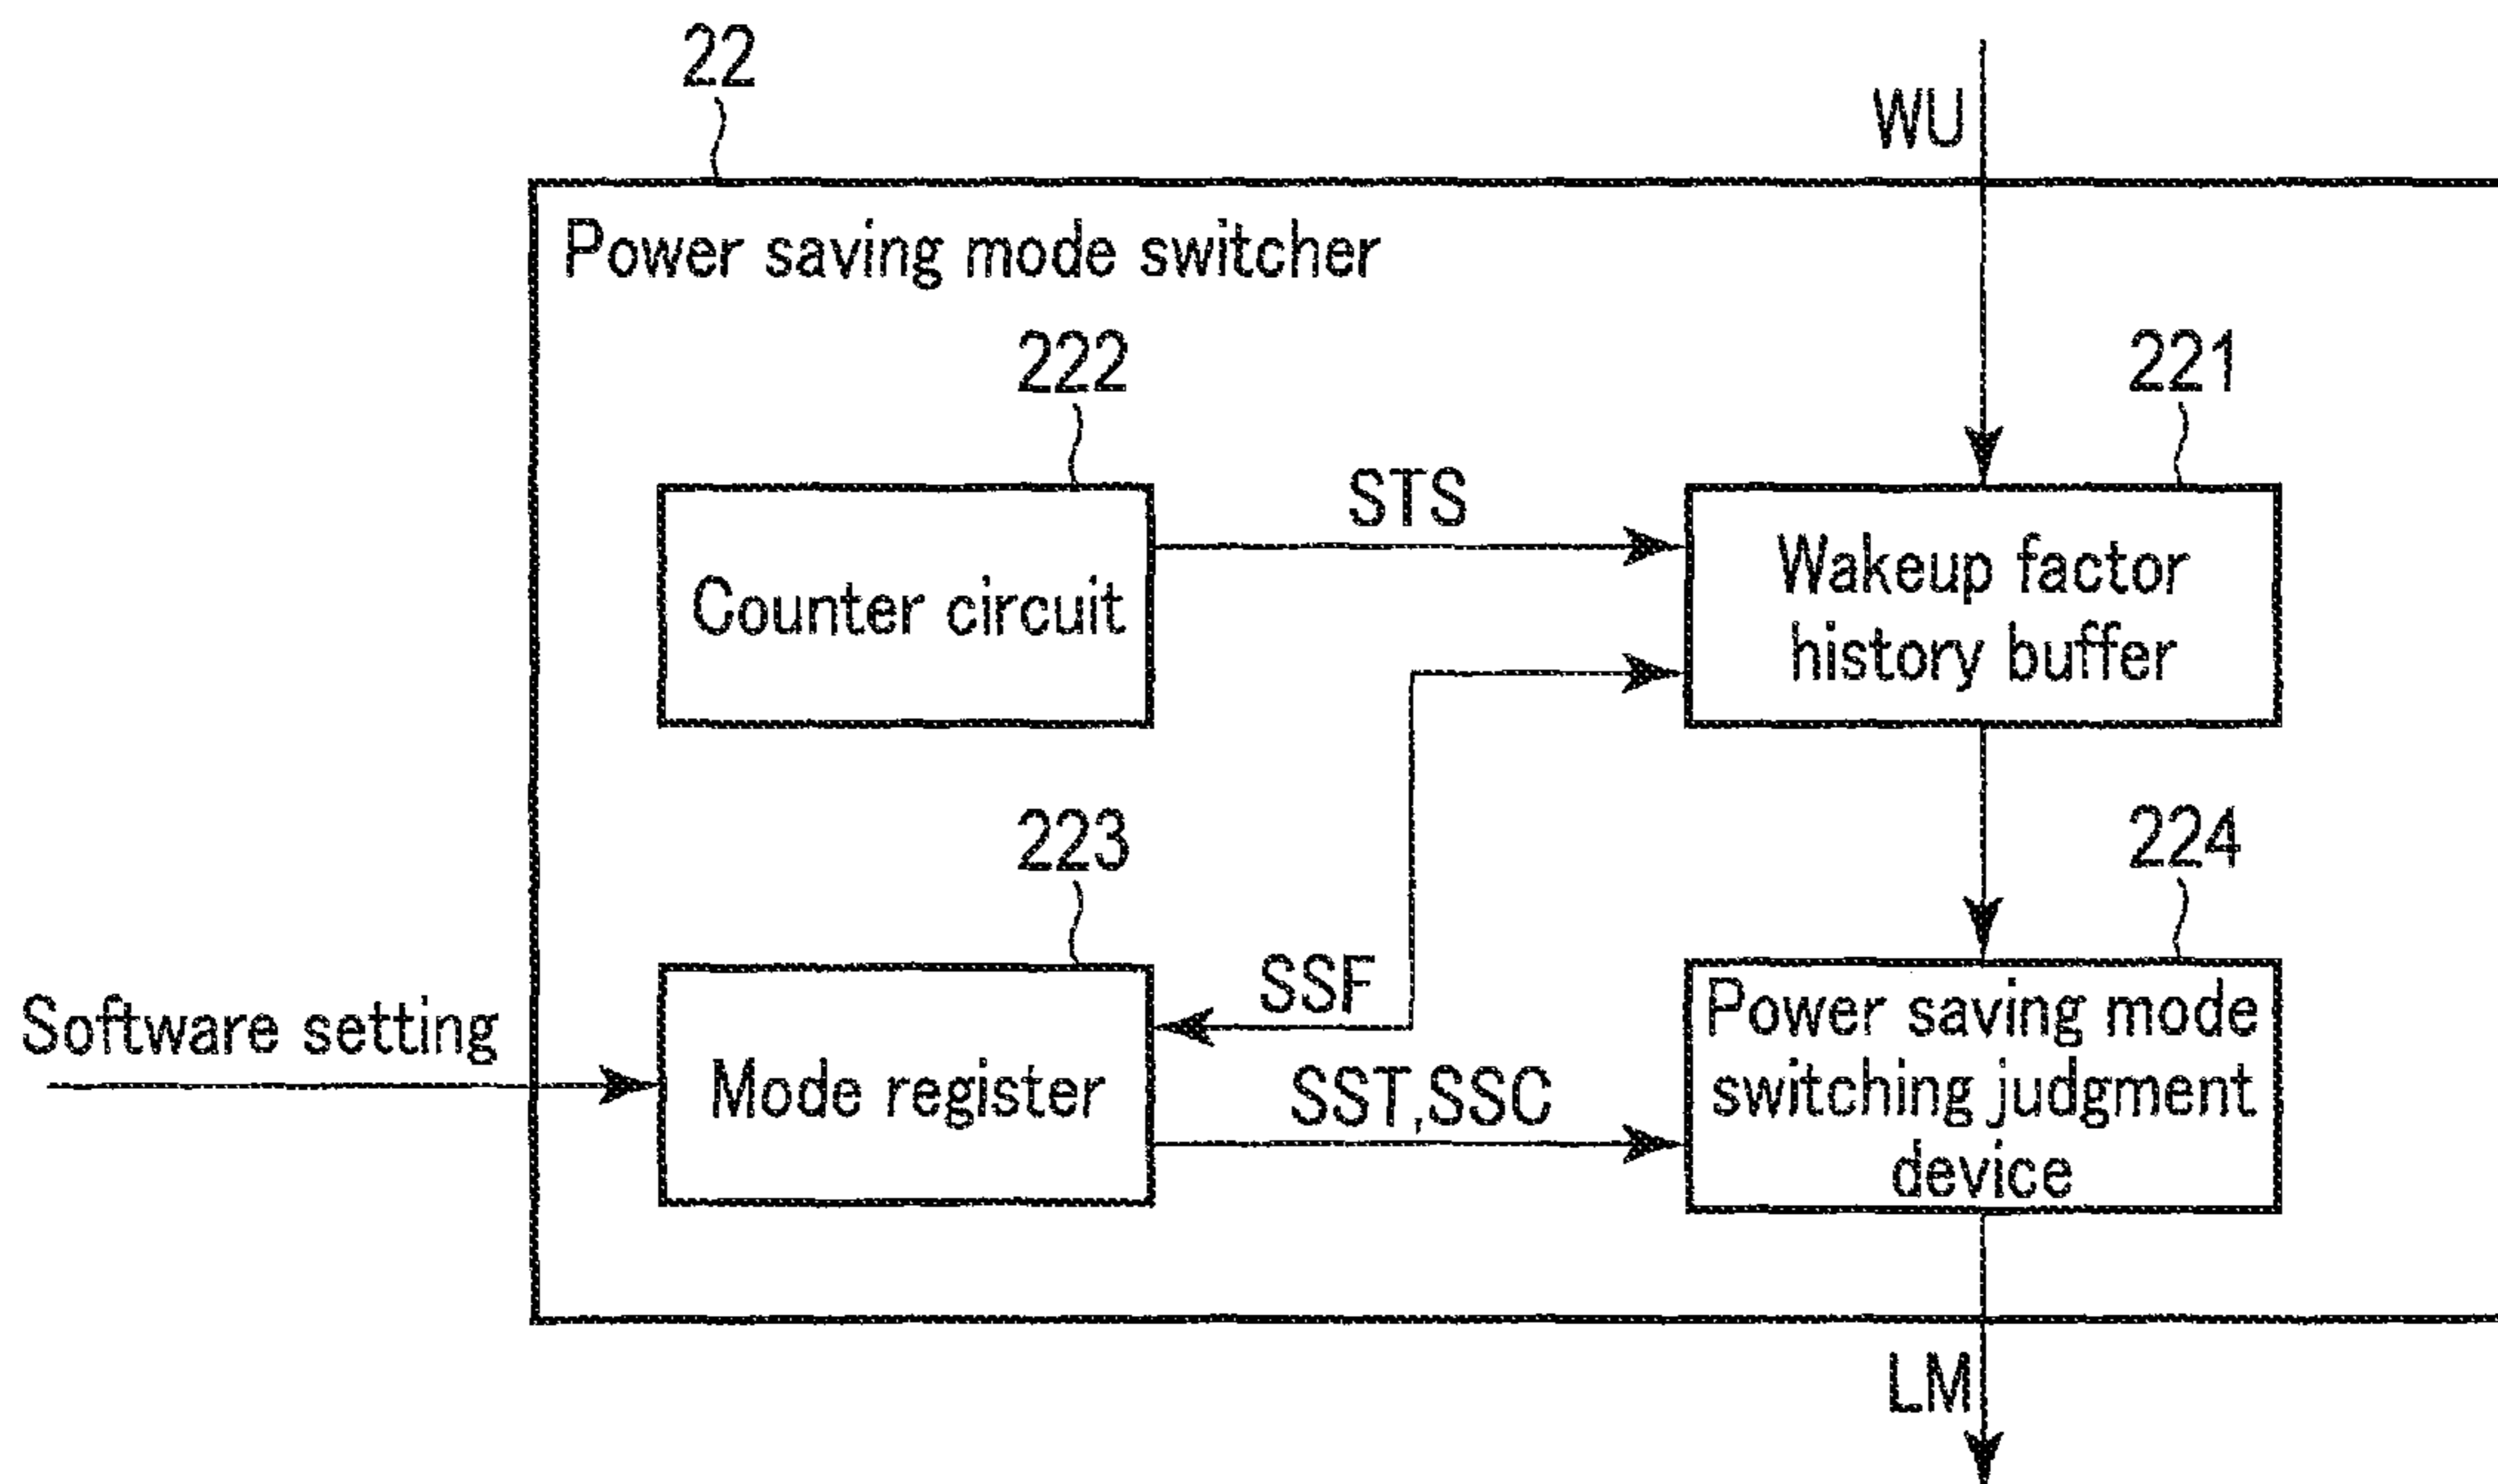 22
WU
Power saving mode switcher
222
221
STS
Counter circuit
Wakeup factor
history buffer
223
224
SSF
Software setting
Mode register
SST,SSC
Power saving mode
switching judgment
device
LM